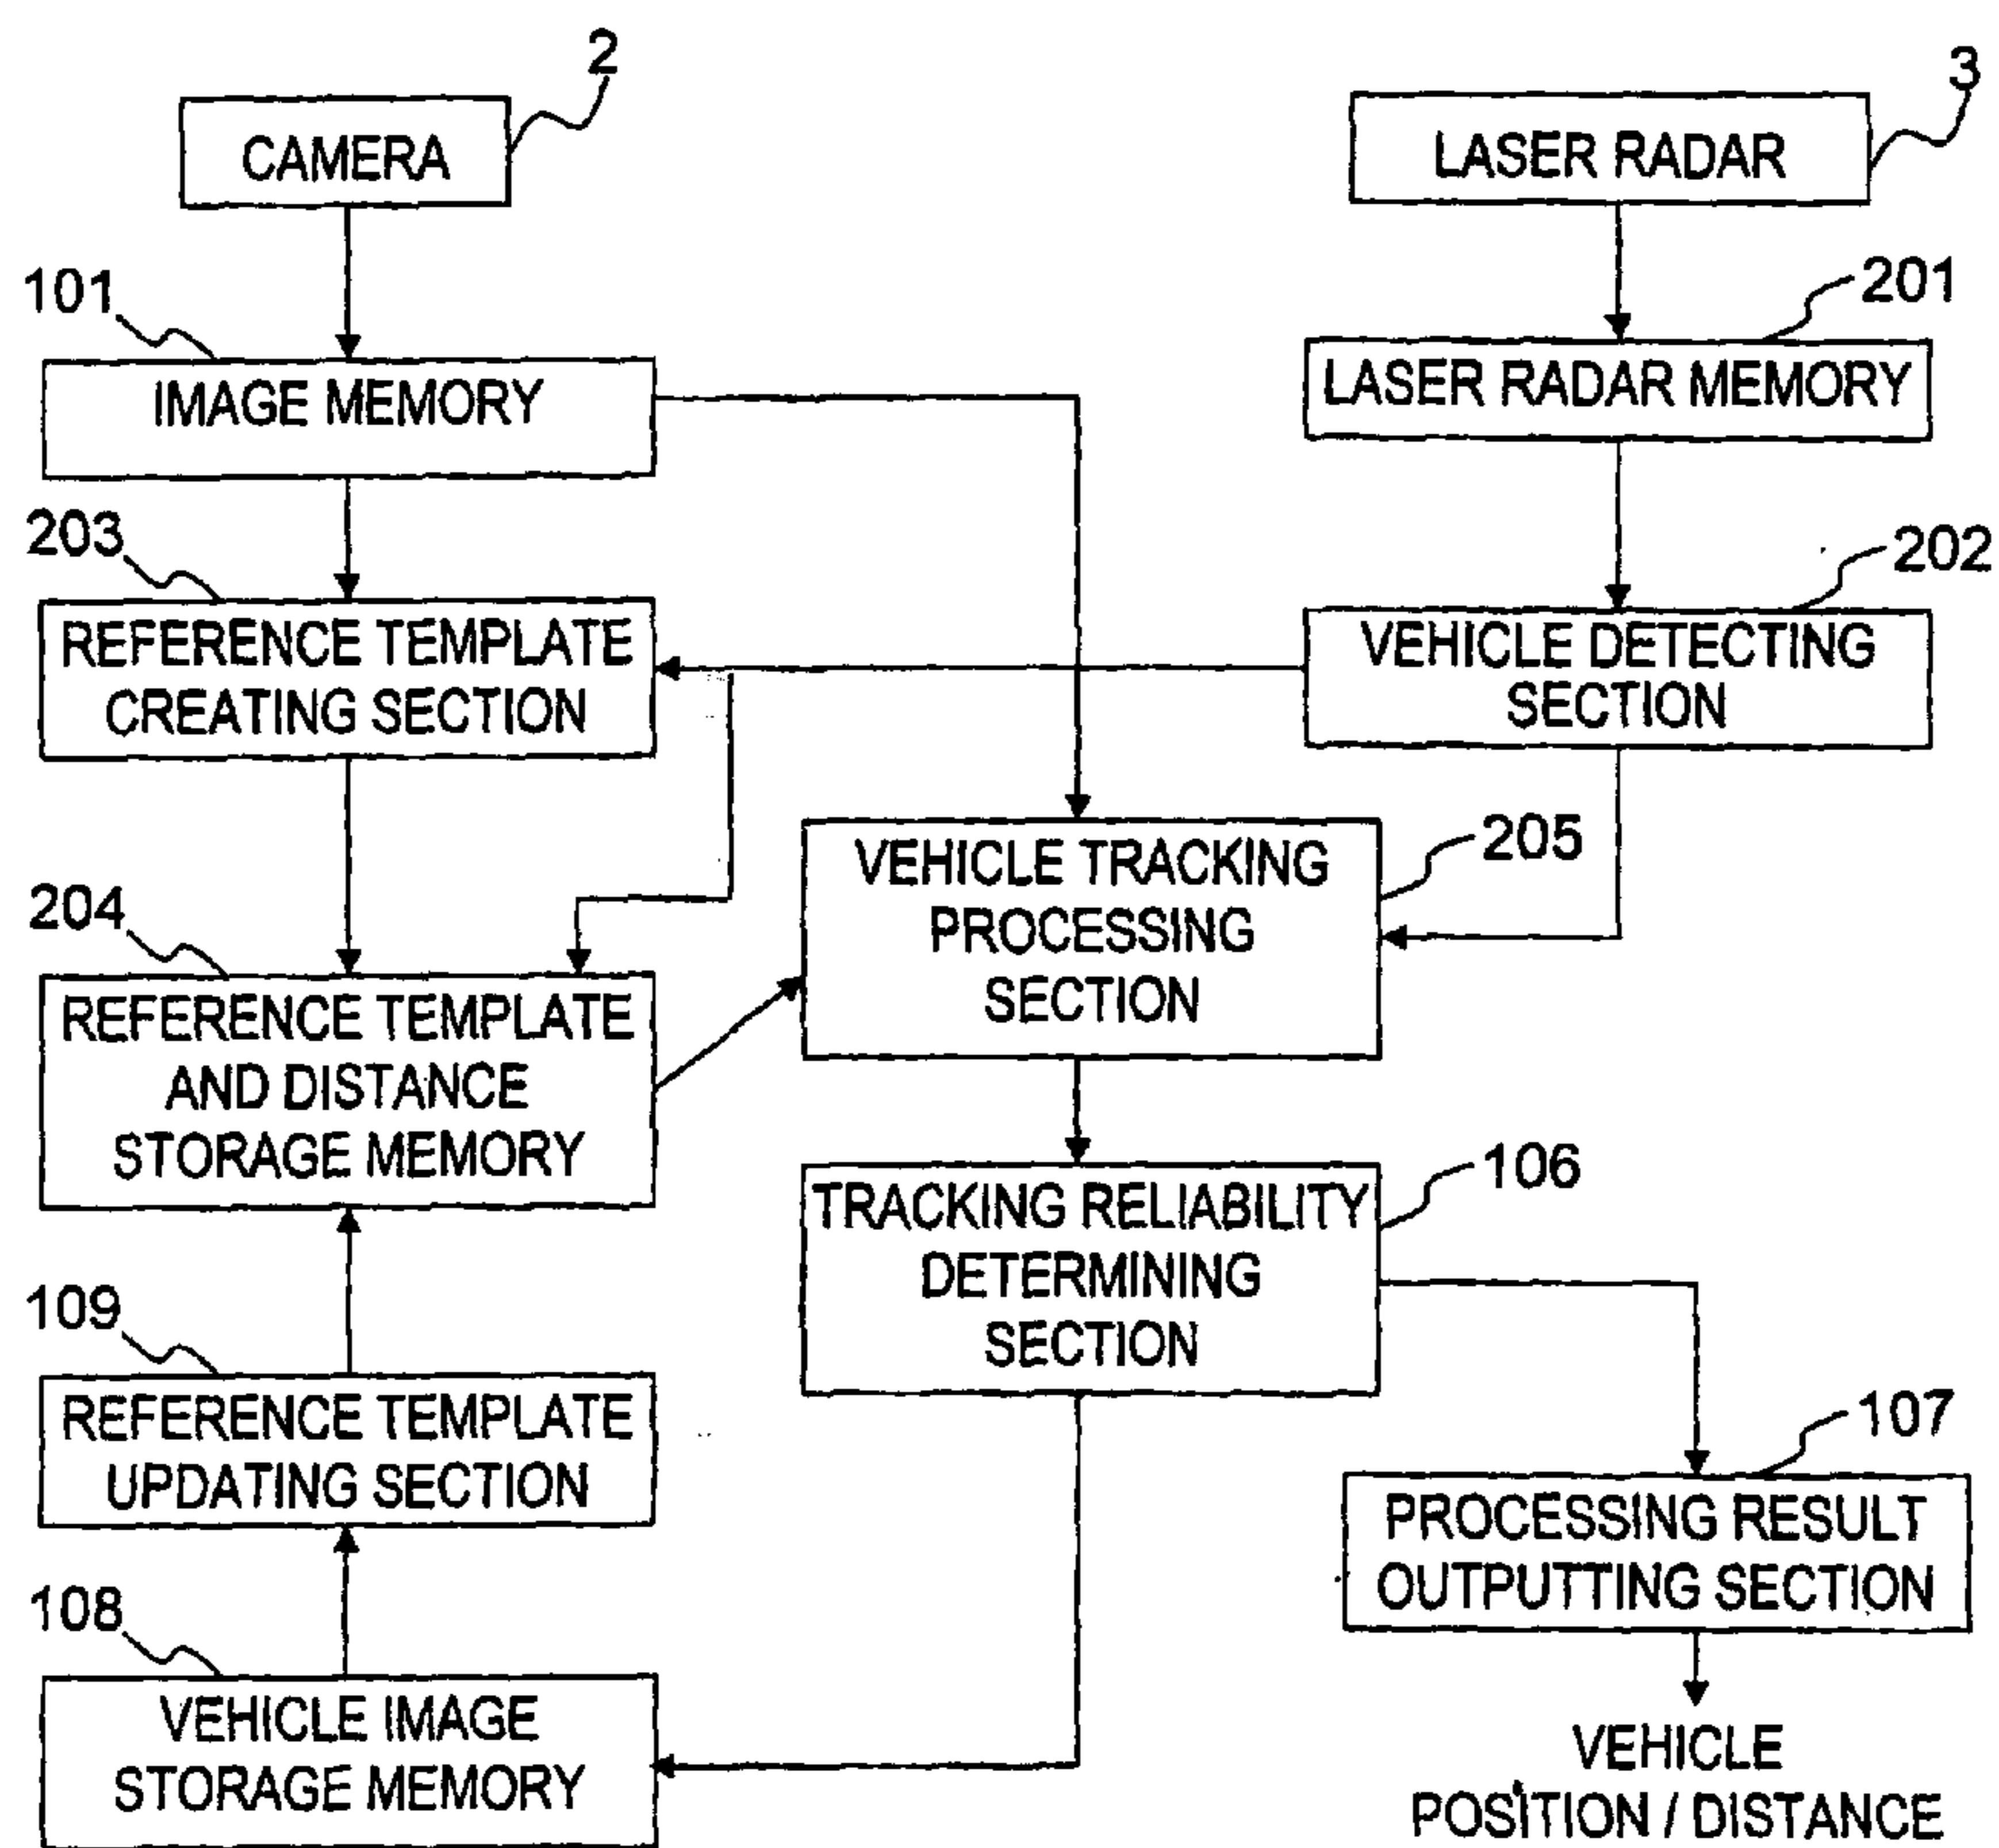 2
3
CAMERA
LASER RADAR
101
201
IMAGE MEMORY
LASER RADAR MEMORY
203
202
REFERENCE TEMPLATE
CREATING SECTION
VEHICLE DETECTING
SECTION
205
VEHICLE TRACKING
PROCESSING
SECTION
204
REFERENCE TEMPLATE
AND DISTANCE
STORAGE MEMORY
106
TRACKING RELIABILITY
DETERMINING
SECTION
109
REFERENCE TEMPLATE
UPDATING SECTION
107
PROCESSING RESULT
OUTPUTTING SECTION
108
VEHICLE IMAGE
STORAGE MEMORY
VEHICLE
POSITION / DISTANCE